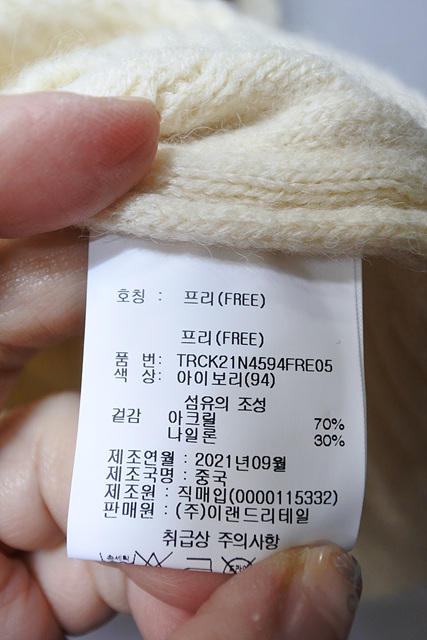 호칭 : 프리(FREE)
프리(FREE)
품 번: TRCK21N4594FRE05
색 상: 아이보리(94)
섬유의 조성
겉감 아크릴 70%
나일론 30%
제조연월 : 2021년09월
제조국명 : 중국
제조원 : 직매입(0000115332)
판매원 : (주)이랜드리테일
취급상 주의사항